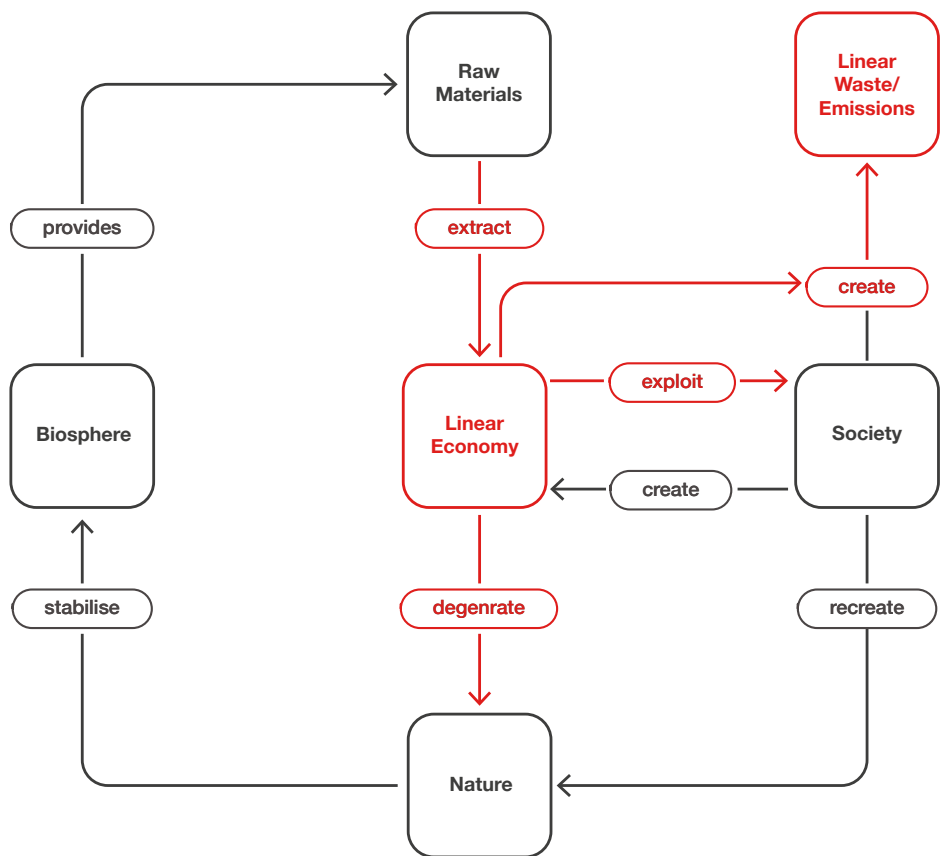 Raw
Materials
Linear
Waste/
Emissions
provides
extract
create
exploit
Biosphere
Linear
Economy
Society
create
stabilise
degenrate
recreate
Nature